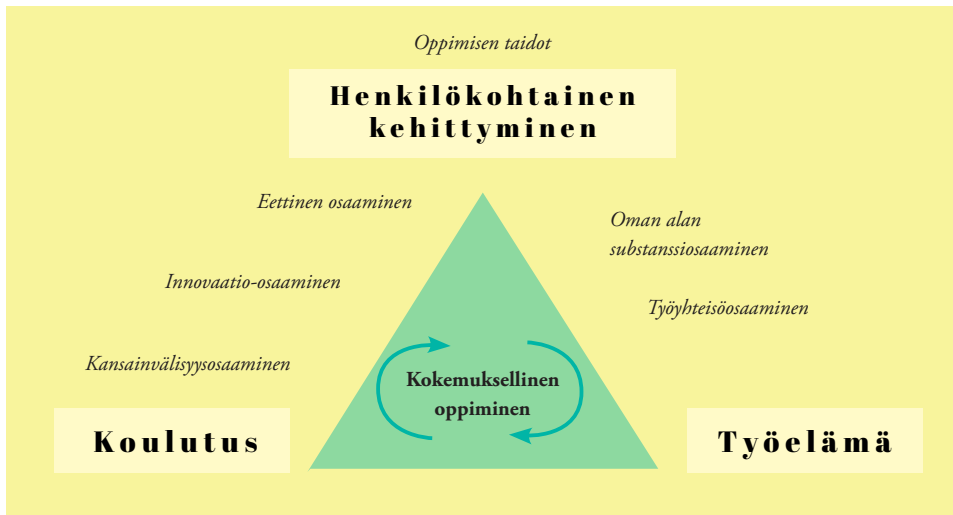 Oppimisen taidot
Henkilökohtainen
kehittyminen
Eettinen osaaminen
Oman alan
substanssiosaaminen
Innovaatio-osaaminen
Työyhteisöosaaminen
Kansainvälisyysosaaminen
Kokemuksellinen
oppiminen
Koulutus
Työelämä